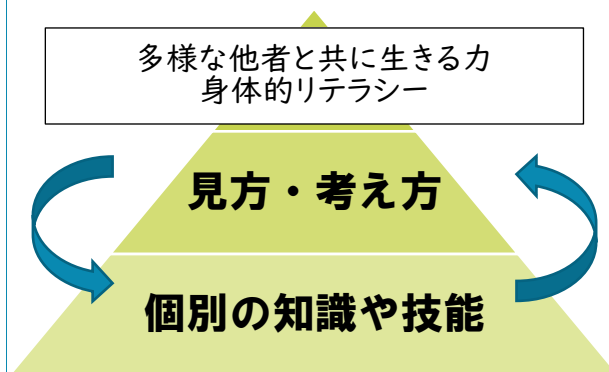 多様な他者と共に生きる力
身体的リテラシー
見方・考え方
個別の知識や技能